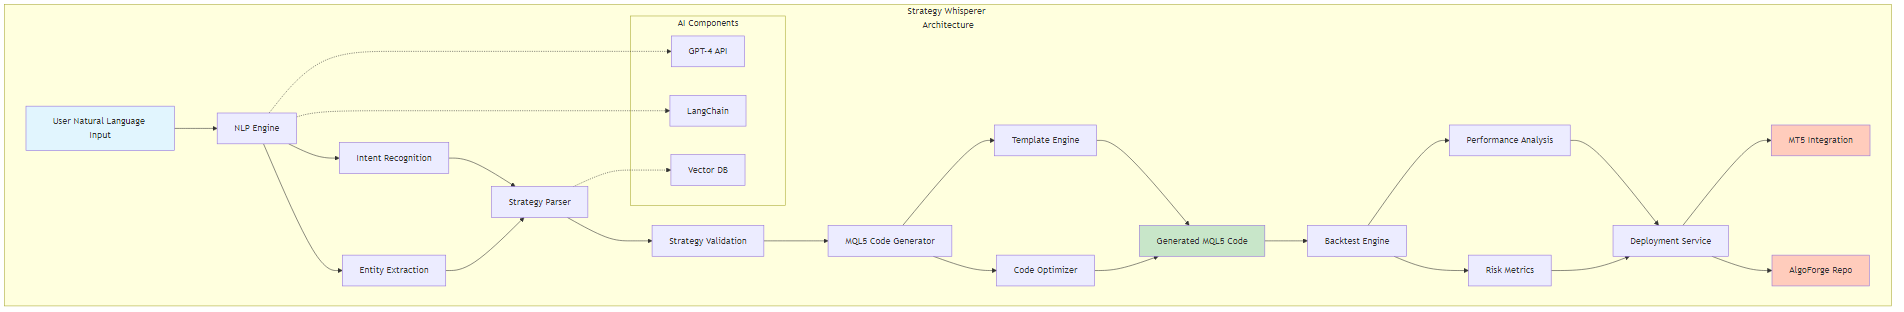 Strategy Whisperer
Architecture
AI Components
GPT-4 API
LangChain
Vector DB
User Natural Language
Input
NLP Engine
Intent Recognition
Entity Extraction
Strategy Parser
Strategy Validation
MQL5 Code Generator
Template Engine
Code Optimizer
Generated MQL5 Code
Backtest Engine
Performance Analysis
Risk Metrics
Deployment Service
MT5 Integration
AlgoForge Repo